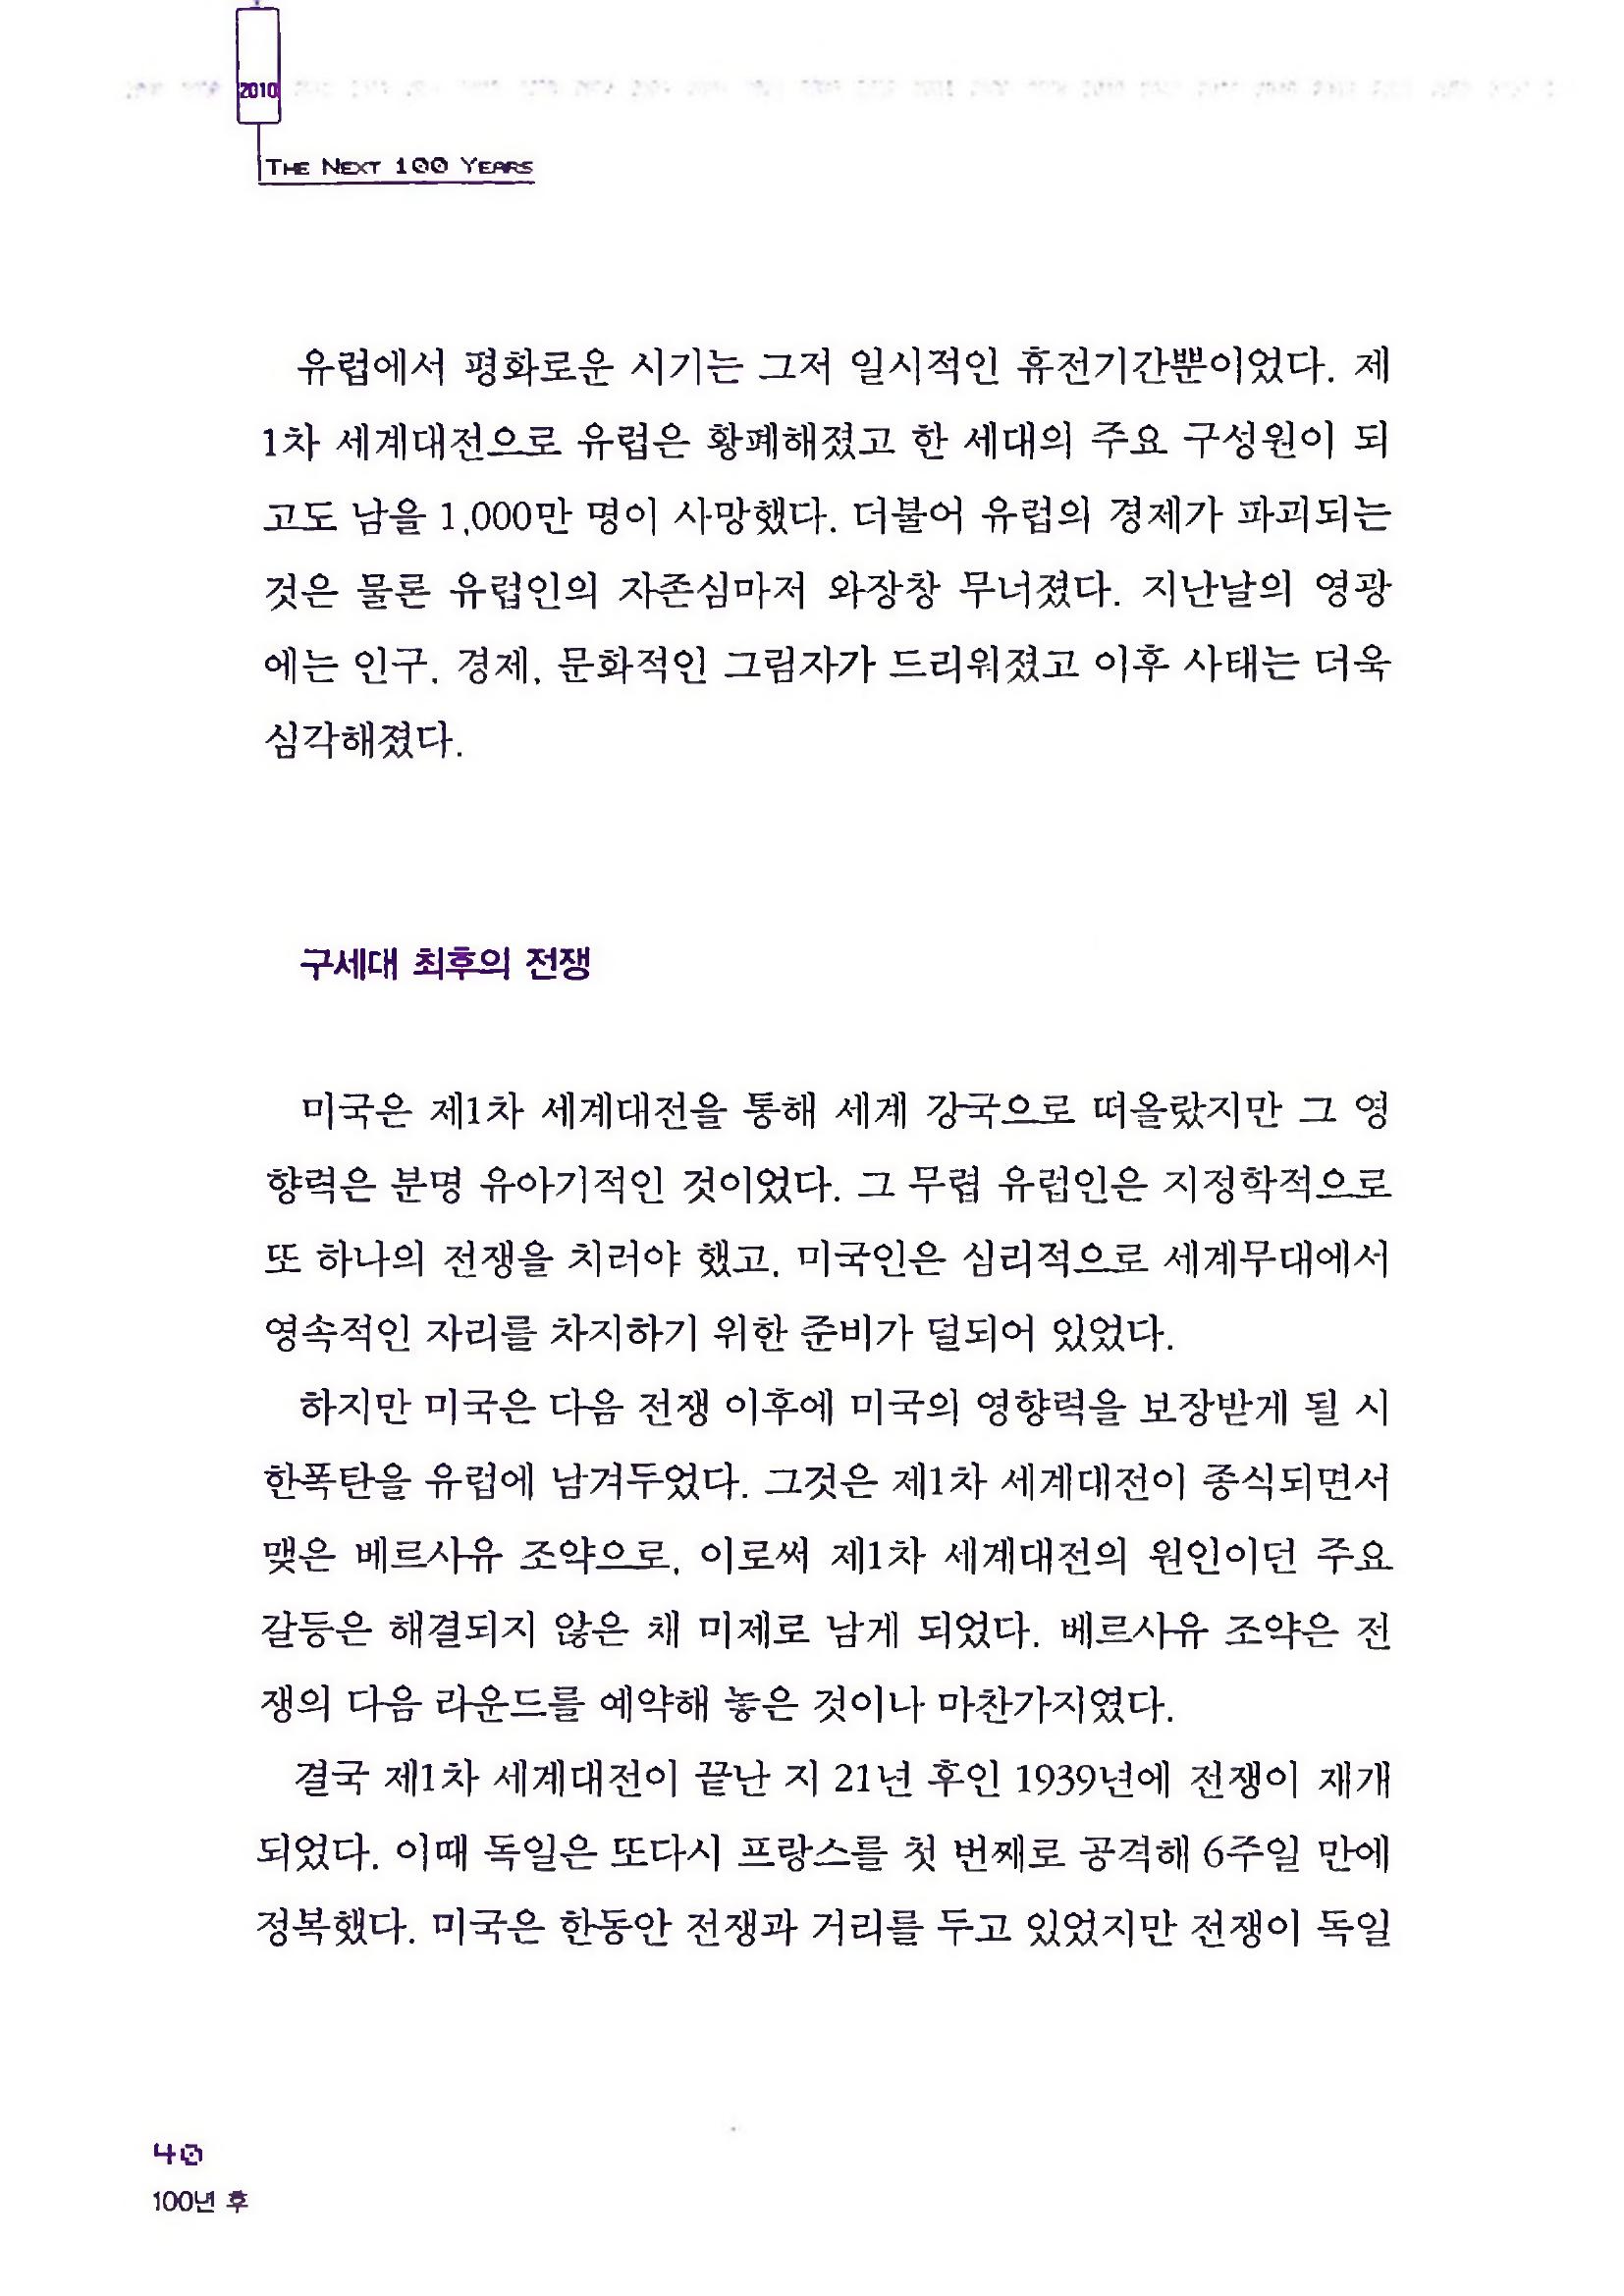 2010
THE NEXT 100 YEARS
유럽에서 평화로운 시기는 그저 일시적인 휴전기간뿐이었다. 제
1차 세계대전으로 유럽은 황폐해졌고 한 세대의 주요 구성원이 되
고도 남을 1,000만 명이 사망했다. 더불어 유럽의 경제가 파괴되는
것은 물론 유럽인의 자존심마저 와장창 무너졌다. 지난날의 영광
에는 인구, 경제, 문화적인 그림자가 드리워졌고 이후 사태는 더욱
심각해졌다.
구세대 최후의 전쟁
미국은 제1차 세계대전을 통해 세계 강국으로 떠올랐지만 그 영
향력은 분명 유아기적인 것이었다. 그 무렵 유럽인은 지정학적으로
또 하나의 전쟁을 치러야 했고, 미국인은 심리적으로 세계무대에서
영속적인 자리를 차지하기 위한 준비가 덜되어 있었다.
하지만 미국은 다음 전쟁 이후에 미국의 영향력을 보장받게 될 시
한폭탄을 유럽에 남겨두었다. 그것은 제1차 세계대전이 종식되면서
맺은 베르사유 조약으로, 이로써 제1차 세계대전의 원인이던 주요
갈등은 해결되지 않은 채 미제로 남게 되었다. 베르사유 조약은 전
쟁의 다음 라운드를 예약해 놓은 것이나 마찬가지였다.
결국 제1차 세계대전이 끝난 지 21년 후인 1939년에 전쟁이 재개
되었다. 이때 독일은 또다시 프랑스를 첫 번째로 공격해 6주일 만에
정복했다. 미국은 한동안 전쟁과 거리를 두고 있었지만 전쟁이 독일
40
100년 후